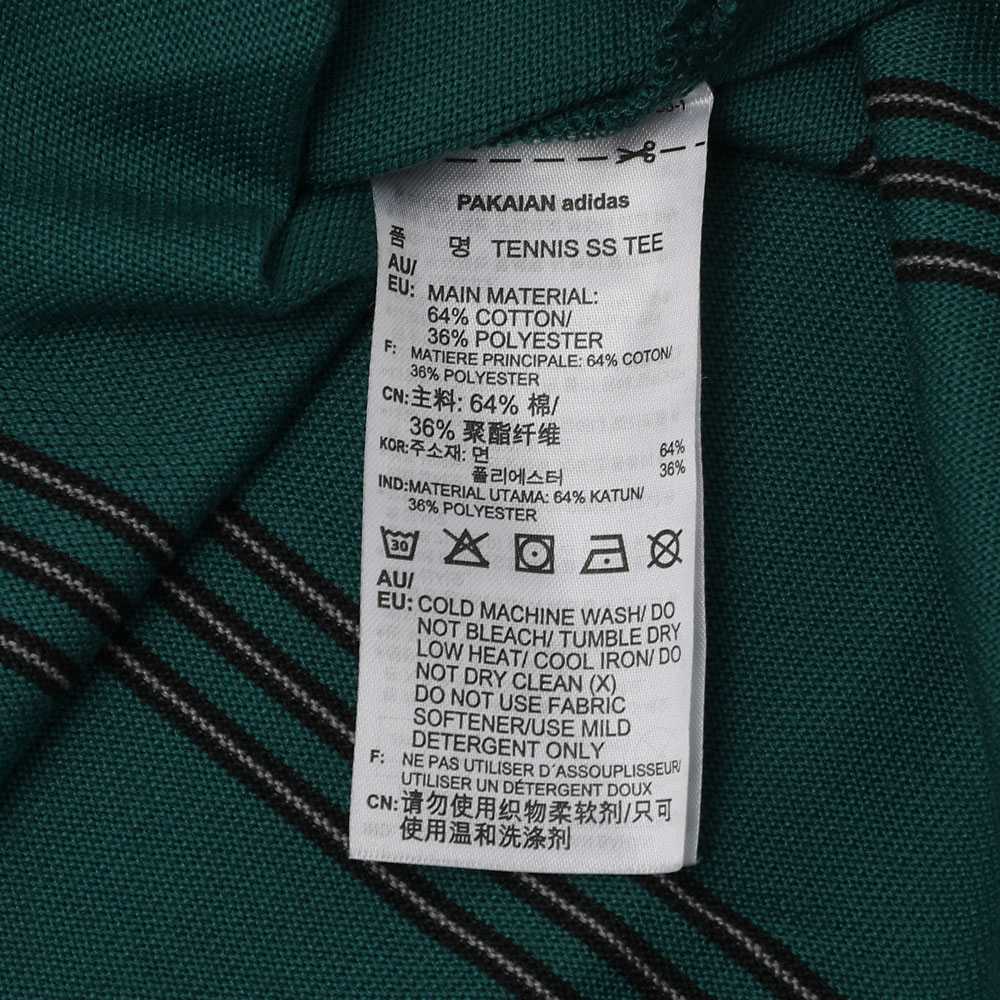 PAKAIAN adidas
품 명 TENNIS SS TEE
AU/
EU: MAIN MATERIAL:
64% COTTON/
36% POLYESTER
F: MATIERE PRINCIPALE: 64% COTON/
36% POLYESTER
CN:主料: 64% 棉/
36% 聚酯纤维
KOR:주소재: 면 64%
폴리에스터 36%
IND:MATERIAL UTAMA: 64% KATUN/
36% POLYESTER
30
AU/
EU: COLD MACHINE WASH/ DO
NOT BLEACH/ TUMBLE DRY
LOW HEAT/ COOL IRON/ DO
NOT DRY CLEAN (X)
DO NOT USE FABRIC
SOFTENER/USE MILD
DETERGENT ONLY
F: NE PAS UTILISER D´ASSOUPLISSEUR/
UTILISER UN DÉTERGENT DOUX
CN:请勿使用织物柔软剂/只可
使用温和洗涤剂